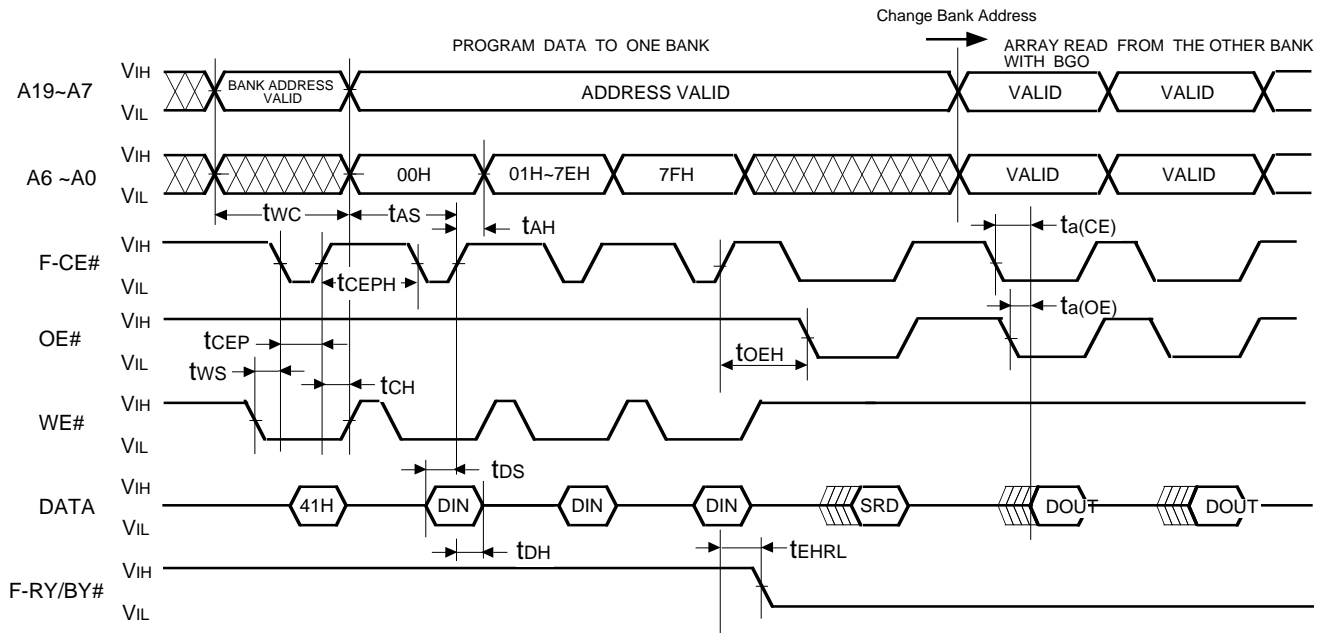 Change Bank Address
PROGRAM DATA TO ONE BANK
ARRAY READ FROM THE OTHER BANK
WITH BGO
A19~A7
VIH
VIL
BANK ADDRESS
VALID
ADDRESS VALID
VALID
VALID
A6 ~A0
VIH
VIL
00H
01H~7EH
7FH
VALID
VALID
tWC
tAS
tAH
ta(CE)
F-CE#
VIH
VIL
tCEPH
ta(OE)
OE#
VIH
VIL
tCEP
tOEH
tWS
tCH
WE#
VIH
VIL
tDS
DATA
VIH
VIL
41H
DIN
DIN
DIN
SRD
DOUT
DOUT
tDH
tEHRL
F-RY/BY#
VIH
VIL